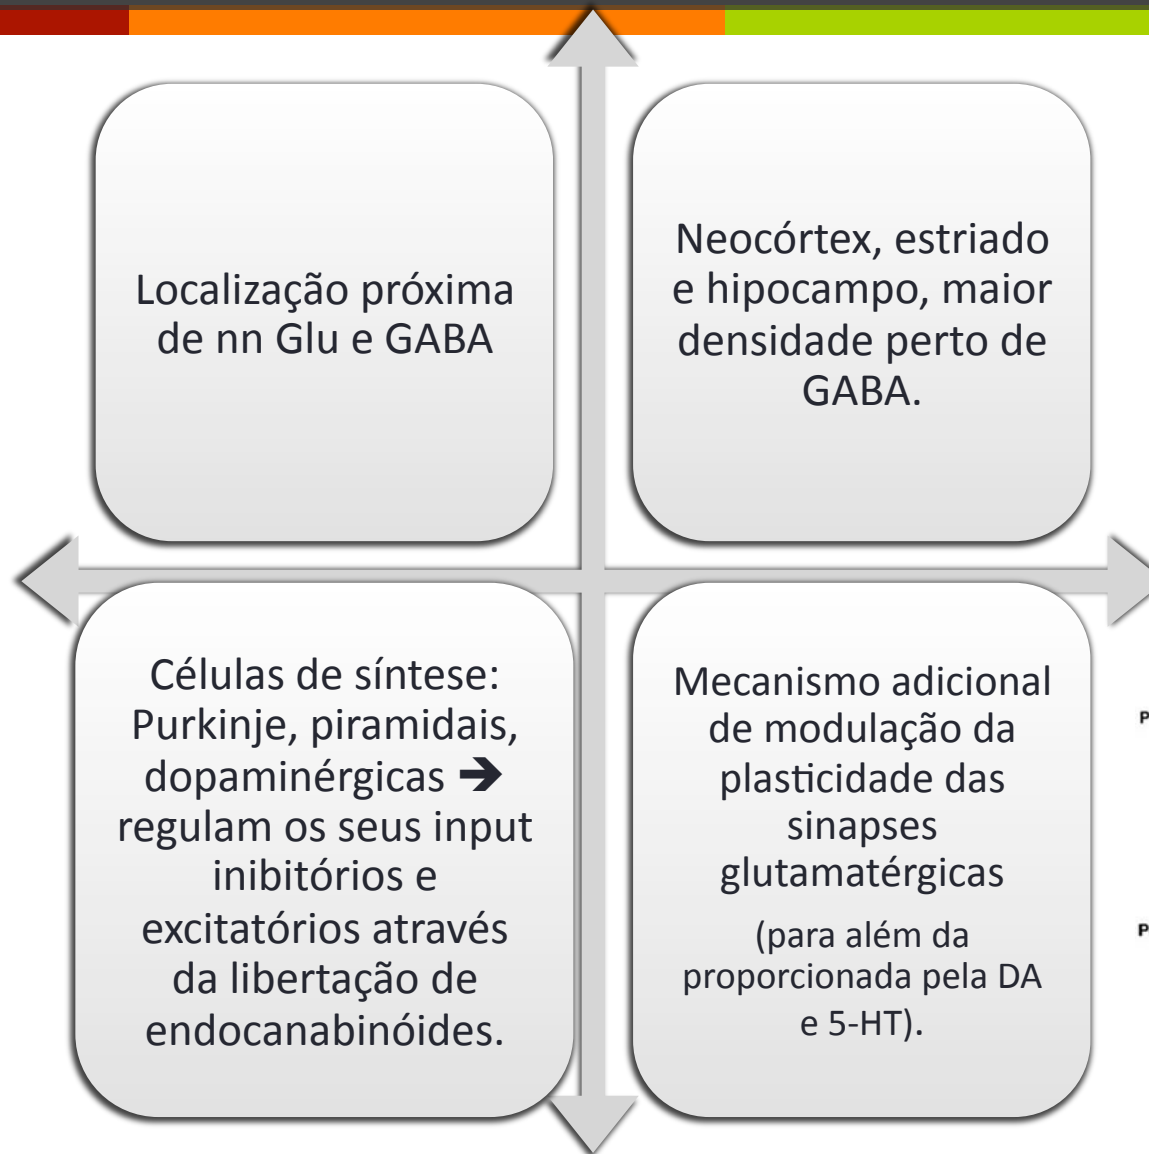 Localização próxima
de nn Glu e GABA
Neocórtex, estriado
e hipocampo, maior
densidade perto de
GABA.
Células de síntese:
Purkinje, piramidais,
dopaminérgicas ➔
regulam os seus input
inibitórios e
excitatórios através
da libertação de
endocanabinóides.
Mecanismo adicional
de modulação da
plasticidade das
sinapses
glutamatérgicas
(para além da
proporcionada pela DA
e 5-HT).
P
P